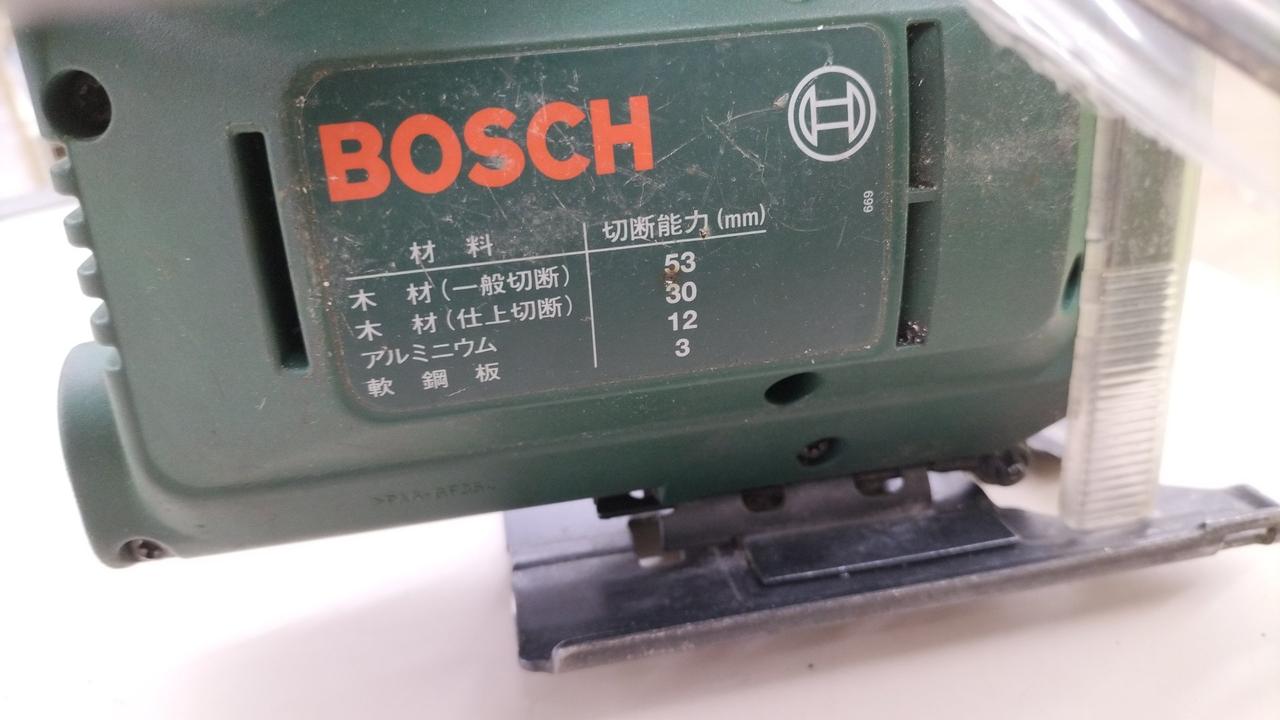 BOSCH
669
材 料 切断能力 (mm)
木 材 (一般切断) 53
木 材 (仕上切断) 30
アルミニウム 12
軟 鋼 板 3